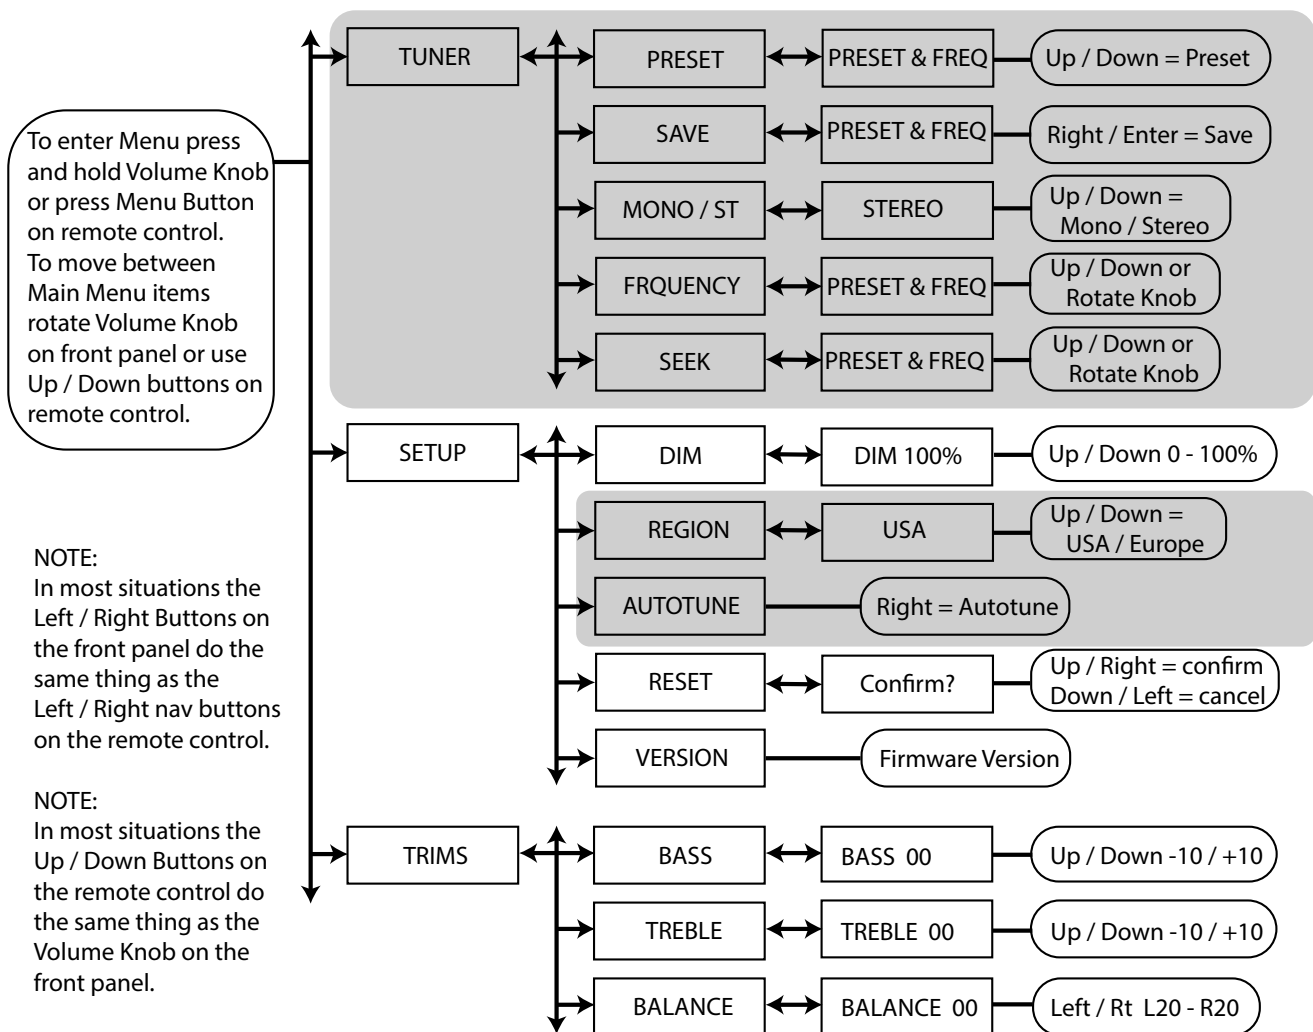 To enter Menu press
and hold Volume Knob
or press Menu Button
on remote control.
To move between
Main Menu items
rotate Volume Knob
on front panel or use
Up / Down buttons on
remote control.
TUNER
PRESET
PRESET & FREQ
Up / Down = Preset
SAVE
PRESET & FREQ
Right / Enter = Save
MONO / ST
STEREO
Up / Down =
Mono / Stereo
FRQUENCY
PRESET & FREQ
Up / Down or
Rotate Knob
SEEK
PRESET & FREQ
Up / Down or
Rotate Knob
SETUP
DIM
DIM 100%
Up / Down 0 - 100%
REGION
USA
Up / Down =
USA / Europe
AUTOTUNE
Right = Autotune
RESET
Confirm?
Up / Right = confirm
Down / Left = cancel
VERSION
Firmware Version
NOTE:
In most situations the
Left / Right Buttons on
the front panel do the
same thing as the
Left / Right nav buttons
on the remote control.
NOTE:
In most situations the
Up / Down Buttons on
the remote control do
the same thing as the
Volume Knob on the
front panel.
TRIMS
BASS
BASS 00
Up / Down -10 / +10
TREBLE
TREBLE 00
Up / Down -10 / +10
BALANCE
BALANCE 00
Left / Rt L20 - R20